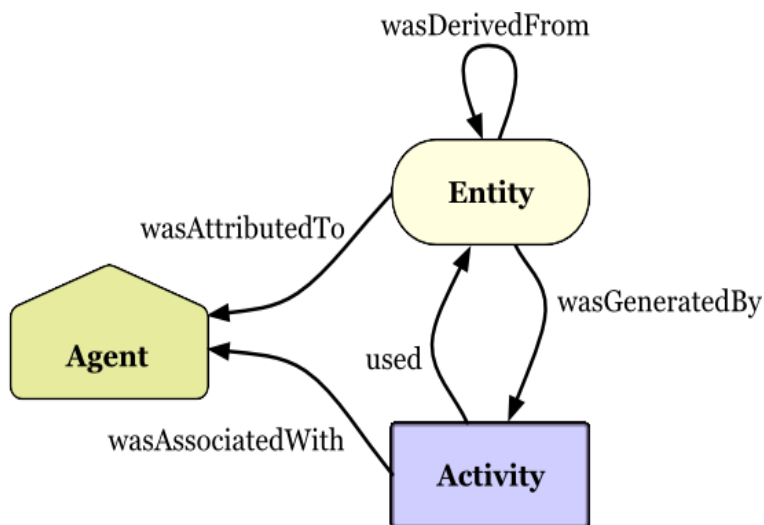 wasDerivedFrom
Entity
wasAttributedTo
wasGeneratedBy
Agent
used
wasAssociatedWith
Activity